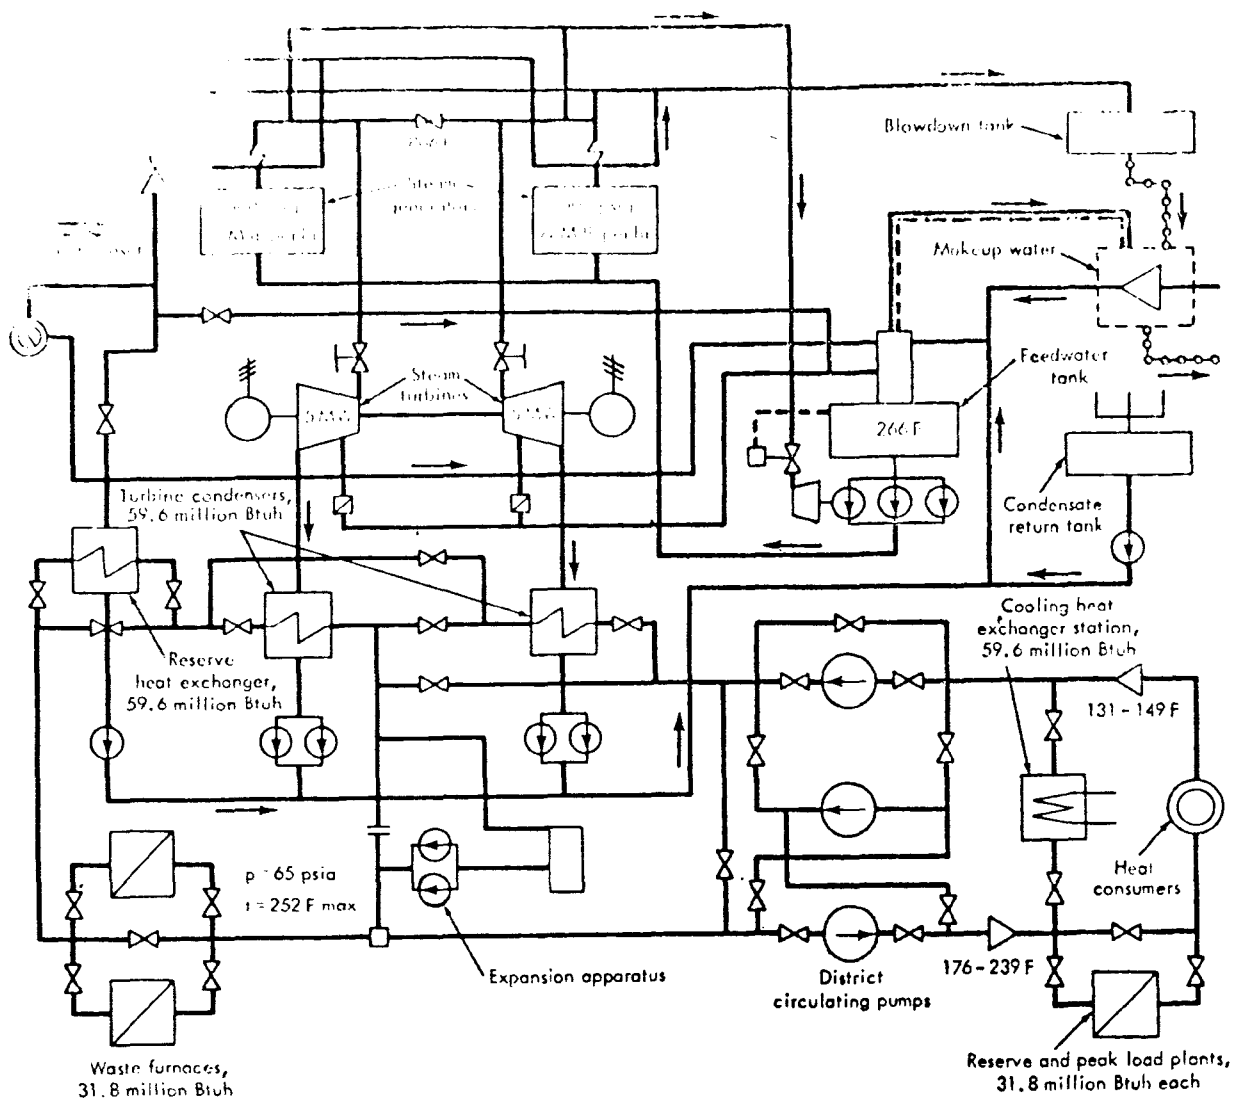 Blowdown tank
Steam
generators
Makeup water
Feedwater
tank
Steam
turbines
266 F
Turbine condensers,
59.6 million Btuh
Condensate
return tank
Cooling heat
exchanger station,
59.6 million Btuh
Reserve
heat exchanger,
59.6 million Btuh
131-149 F
p = 65 psia
t = 252 F max
Heat
consumers
Expansion apparatus
District
circulating pumps
176-239 F
Waste furnaces,
31.8 million Btuh
Reserve and peak load plants,
31.8 million Btuh each